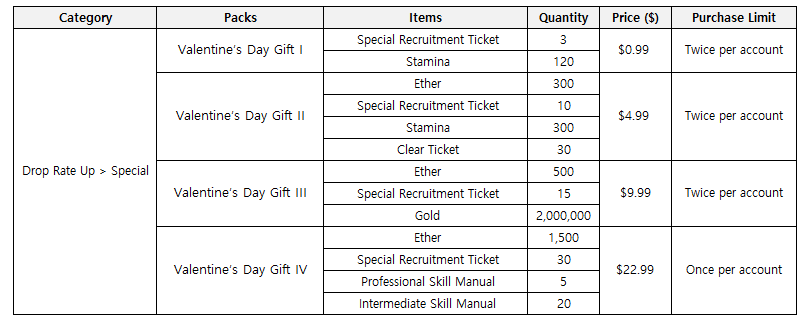 Category Packs Items Quantity Price ($) Purchase Limit
Valentine's Day Gift I Special Recruitment Ticket 3 $0.99 Twice per account
Stamina 120
Valentine's Day Gift II Ether 300 $4.99 Twice per account
Special Recruitment Ticket 10
Stamina 300
Clear Ticket 30
Drop Rate Up > Special Valentine's Day Gift III Ether 500 $9.99 Twice per account
Special Recruitment Ticket 15
Gold 2,000,000
Valentine's Day Gift IV Ether 1,500 $22.99 Once per account
Special Recruitment Ticket 30
Professional Skill Manual 5
Intermediate Skill Manual 20